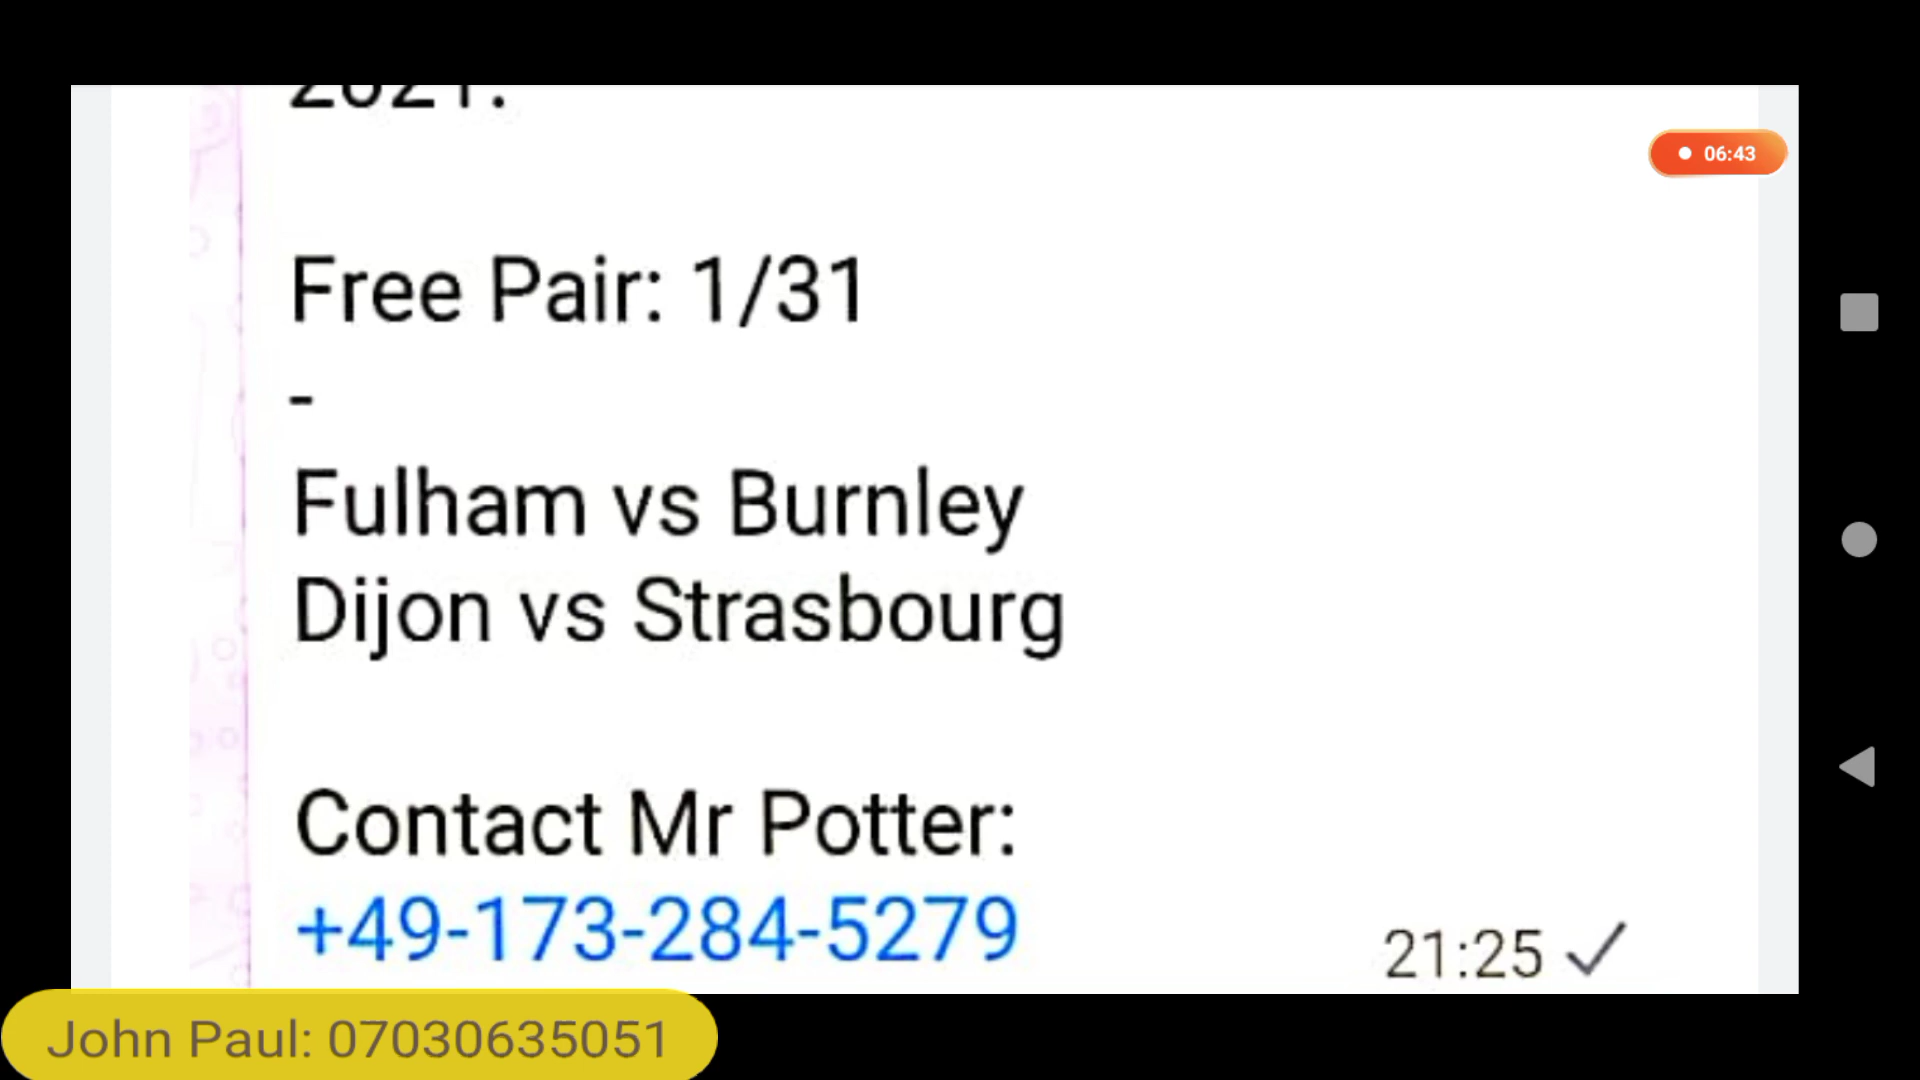 2021.
06:43
Free Pair: 1/31
-
Fulham vs Burnley
Dijon vs Strasbourg
Contact Mr Potter:
+49-173-284-5279
21:25
John Paul: 07030635051